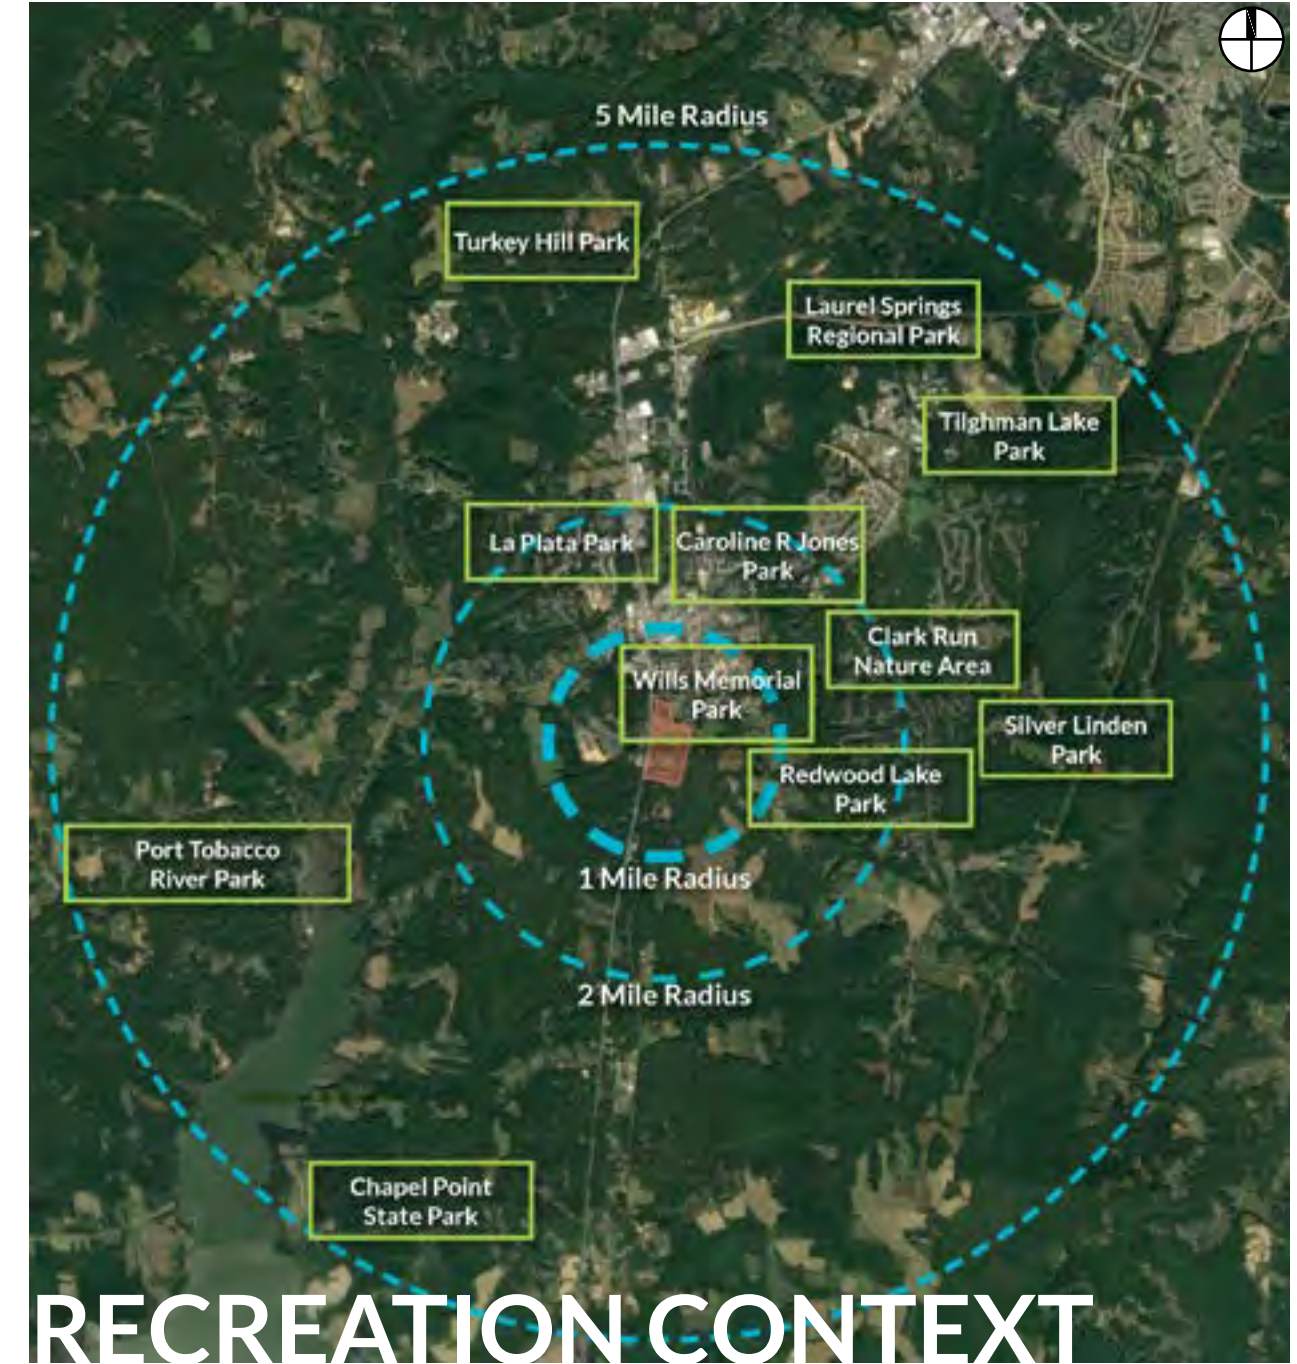 5 Mile Radius
Turkey Hill Park
Laurel Springs
Regional Park
Tilghman Lake
Park
La Plata Park
Caroline R Jones
Park
Clark Run
Nature Area
Wills Memorial
Park
Silver Linden
Park
Redwood Lake
Park
Port Tobacco
River Park
1 Mile Radius
2 Mile Radius
Chapel Point
State Park
RECREATION CONTEXT